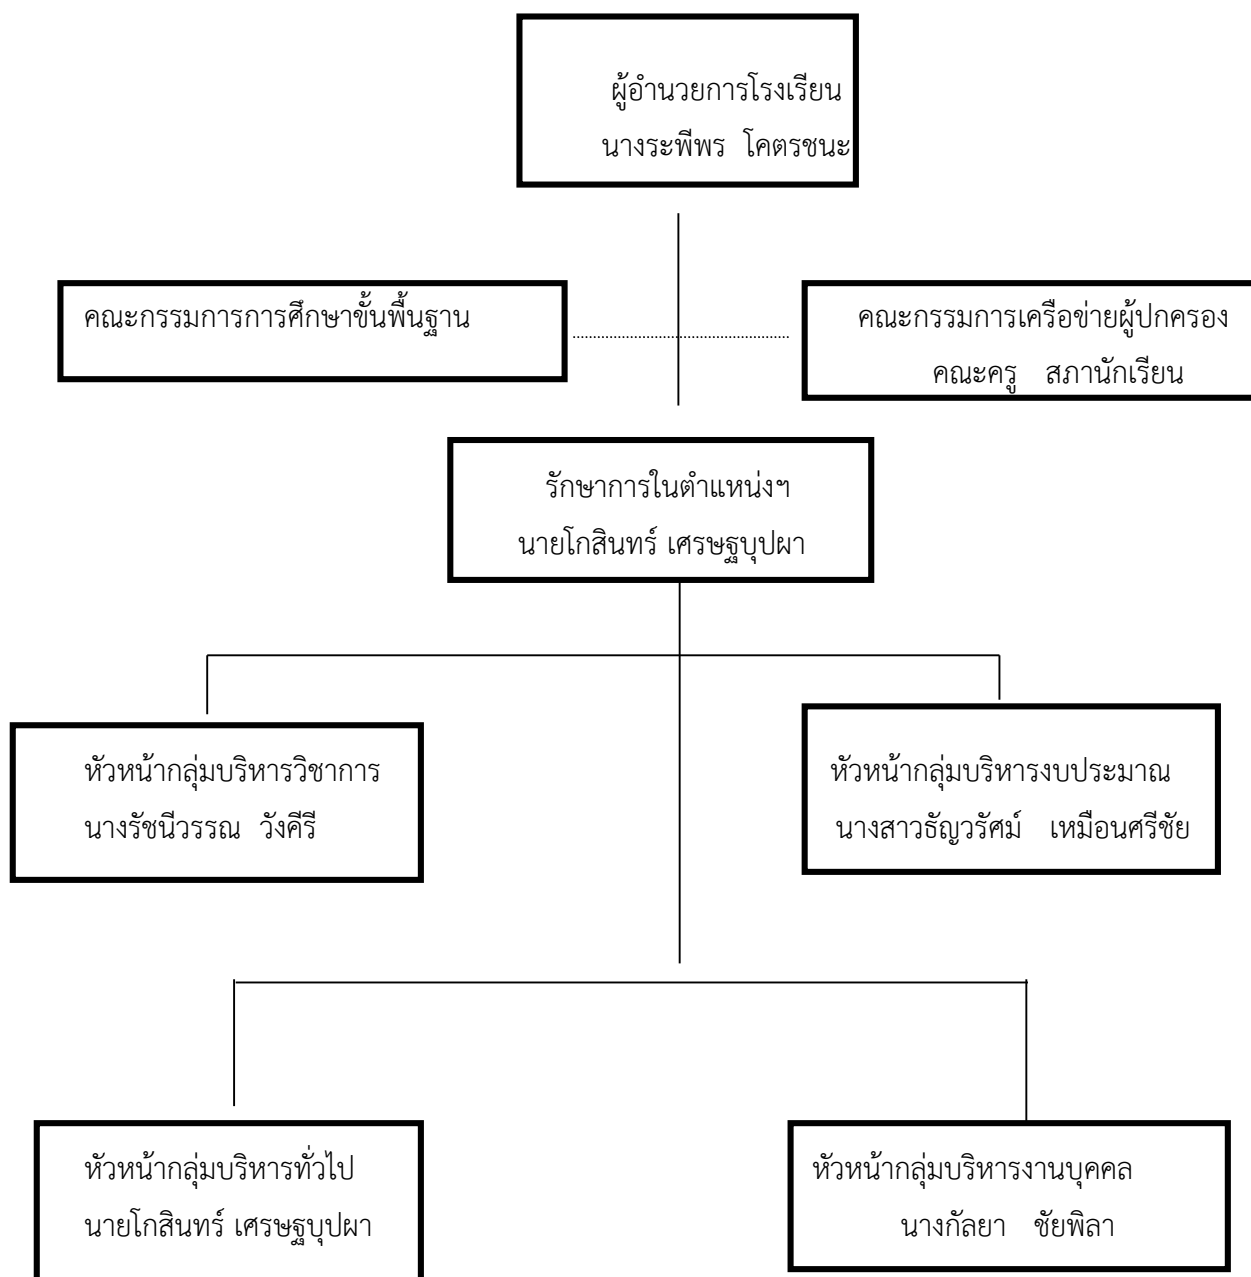 ผู้อำนวยการโรงเรียน
นางระพีพร โคตรชนะ
คณะกรรมการการศึกษาขั้นพื้นฐาน
คณะกรรมการเครือข่ายผู้ปกครอง
คณะครู สภานักเรียน
รักษาการในตำแหน่งฯ
นายโกสินทร์ เศรษฐบุปผา
หัวหน้ากลุ่มบริหารวิชาการ
นางรัชนีวรรณ วังคีรี
หัวหน้ากลุ่มบริหารงบประมาณ
นางสาวธัญวรัศม์ เหมือนศรีชัย
หัวหน้ากลุ่มบริหารทั่วไป
นายโกสินทร์ เศรษฐบุปผา
หัวหน้ากลุ่มบริหารงานบุคคล
นางกัลยา ชัยพิลา